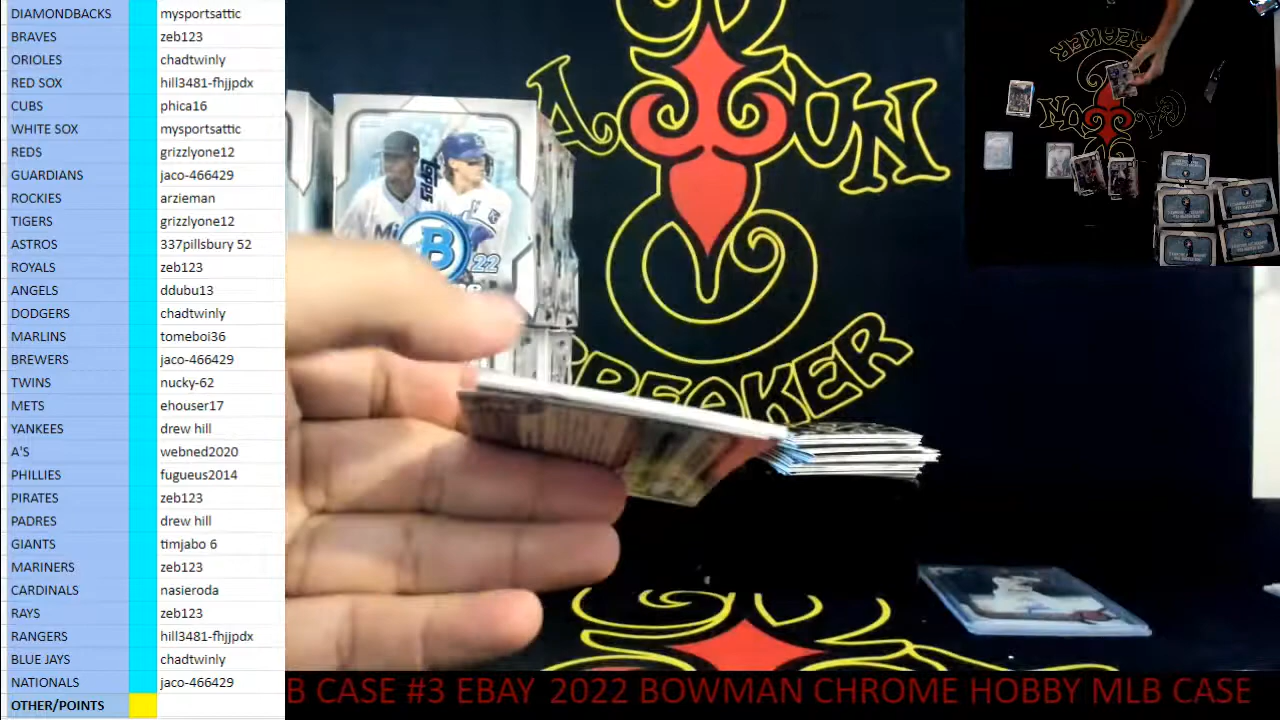 DIAMONDBACKS mysportsattic
BRAVES zeb123
ORIOLES chadtwinly
RED SOX hill3481-fhjjpdx
CUBS phica16
WHITE SOX mysportsattic
REDS grizzlyone12
GUARDIANS jaco-466429
ROCKIES arzieman
TIGERS grizzlyone12
ASTROS 337pillsbury 52
ROYALS zeb123
ANGELS ddubu13
DODGERS chadtwinly
MARLINS tomeboi36
BREWERS jaco-466429
TWINS nucky-62
METS ehouser17
YANKEES drew hill
A'S webned2020
PHILLIES fugueus2014
PIRATES zeb123
PADRES drew hill
GIANTS timjabo 6
MARINERS zeb123
CARDINALS nasieroda
RAYS zeb123
RANGERS hill3481-fhjjpdx
BLUE JAYS chadtwinly
NATIONALS jaco-466429
OTHER/POINTS
Topps
B
22
BREAKER
B CASE #3 EBAY 2022 BOWMAN CHROME HOBBY MLB CASE